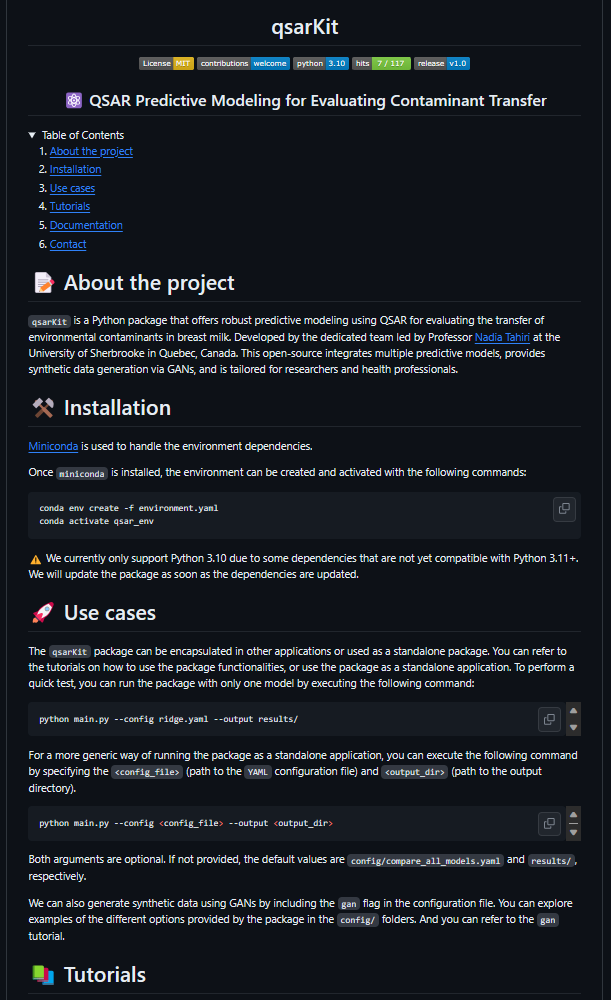 qsarKit
License MIT contributions welcome python 3.10 hits 7 / 117 release v1.0
QSAR Predictive Modeling for Evaluating Contaminant Transfer
Table of Contents
1. About the project
2. Installation
3. Use cases
4. Tutorials
5. Documentation
6. Contact
About the project
qsarKit is a Python package that offers robust predictive modeling using QSAR for evaluating the transfer of
environmental contaminants in breast milk. Developed by the dedicated team led by Professor Nadia Tahiri at the
University of Sherbrooke in Quebec, Canada. This open-source integrates multiple predictive models, provides
synthetic data generation via GANs, and is tailored for researchers and health professionals.
Installation
Miniconda is used to handle the environment dependencies.
Once miniconda is installed, the environment can be created and activated with the following commands:
conda env create -f environment.yaml
conda activate qsar_env
We currently only support Python 3.10 due to some dependencies that are not yet compatible with Python 3.11+.
We will update the package as soon as the dependencies are updated.
Use cases
The qsarKit package can be encapsulated in other applications or used as a standalone package. You can refer to
the tutorials on how to use the package functionalities, or use the package as a standalone application. To perform a
quick test, you can run the package with only one model by executing the following command:
python main.py --config ridge.yaml --output results/
For a more generic way of running the package as a standalone application, you can execute the following command
by specifying the <config_file> (path to the YAML configuration file) and <output_dir> (path to the output
directory).
python main.py --config <config_file> --output <output_dir>
Both arguments are optional. If not provided, the default values are config/compare_all_models.yaml and results/,
respectively.
We can also generate synthetic data using GANs by including the gan flag in the configuration file. You can explore
examples of the different options provided by the package in the config/ folders. And you can refer to the gan
tutorial.
Tutorials